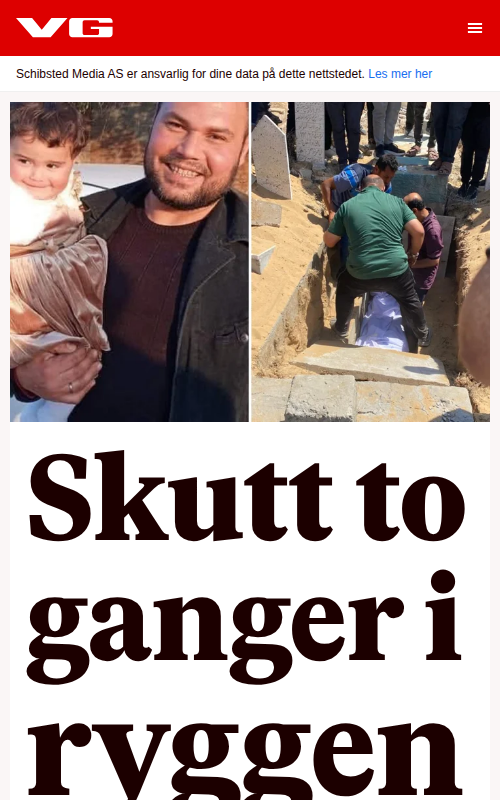 VG
Schibsted Media AS er ansvarlig for dine data på dette nettstedet. Les mer her
Skutt to
ganger i
ryggen